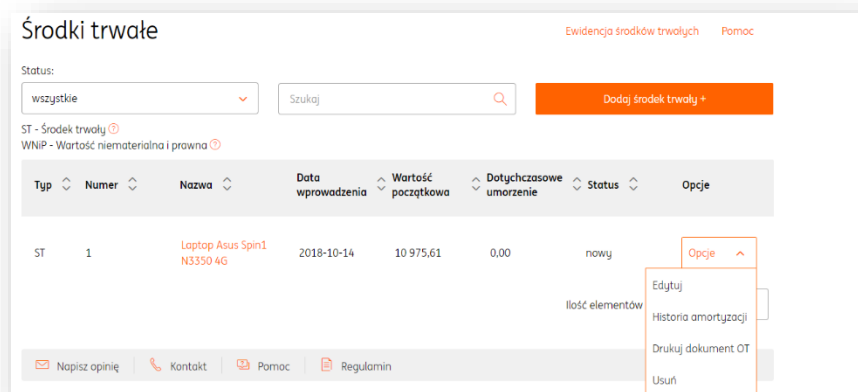 Środki trwałe
Ewidencja środków trwałych Pomoc
Status:
wszystkie Szukaj Dodaj środek trwały +
ST - Środek trwały ?
WNiP - Wartość niematerialna i prawna ?
Typ Numer Nazwa Data wprowadzenia Wartość początkowa Dotychczasowe umorzenie Status Opcje
ST 1 Laptop Asus Spin1 N3350 4G 2018-10-14 10 975,61 0,00 nowy Opcje
Ilość elementów
Edytuj
Historia amortyzacji
Drukuj dokument OT
Usuń
Napisz opinię Kontakt Pomoc Regulamin